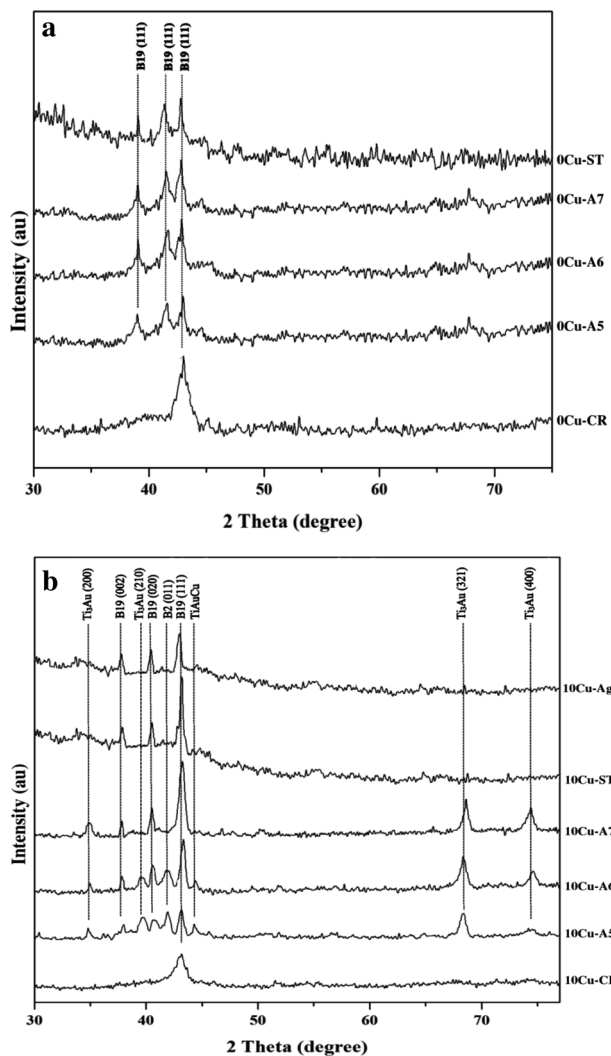 a
B19 (111)
B19 (111)
B19 (111)
0Cu-ST
0Cu-A7
0Cu-A6
0Cu-A5
0Cu-CR
Intensity (au)
30 40 50 60 70
2 Theta (degree)
b
Ti₃Au (200)
B19 (002)
Ti₃Au (210)
B19 (020)
B2 (011)
B19 (111)
TiAuCu
Ti₃Au (321)
Ti₃Au (400)
10Cu-Ag
10Cu-ST
10Cu-A7
10Cu-A6
10Cu-A5
10Cu-CI
Intensity (au)
30 40 50 60 70
2 Theta (degree)